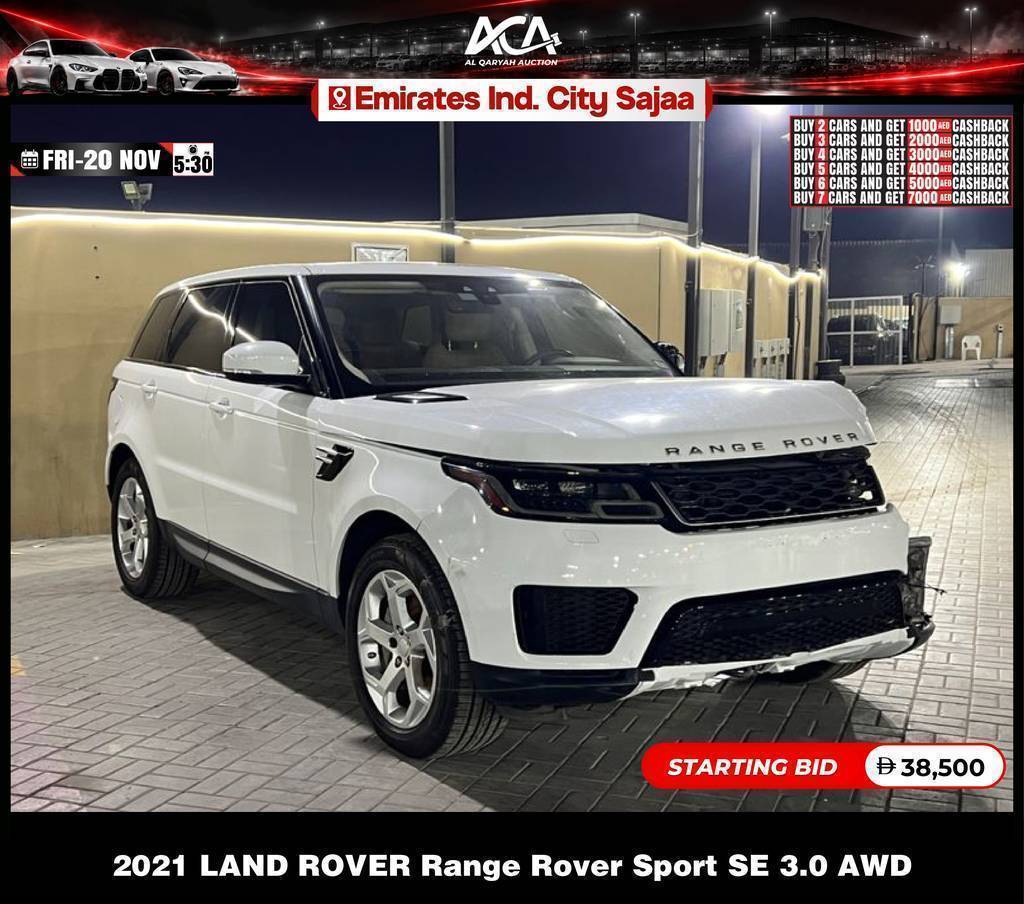 ACA
AL QARYAH AUCTION
Emirates Ind. City Sajaa
FRI-20 NOV 5:30
BUY 2 CARS AND GET 1000 AED CASHBACK
BUY 3 CARS AND GET 2000 AED CASHBACK
BUY 4 CARS AND GET 3000 AED CASHBACK
BUY 5 CARS AND GET 4000 AED CASHBACK
BUY 6 CARS AND GET 5000 AED CASHBACK
BUY 7 CARS AND GET 7000 AED CASHBACK
RANGE ROVER
STARTING BID 38,500
2021 LAND ROVER Range Rover Sport SE 3.0 AWD